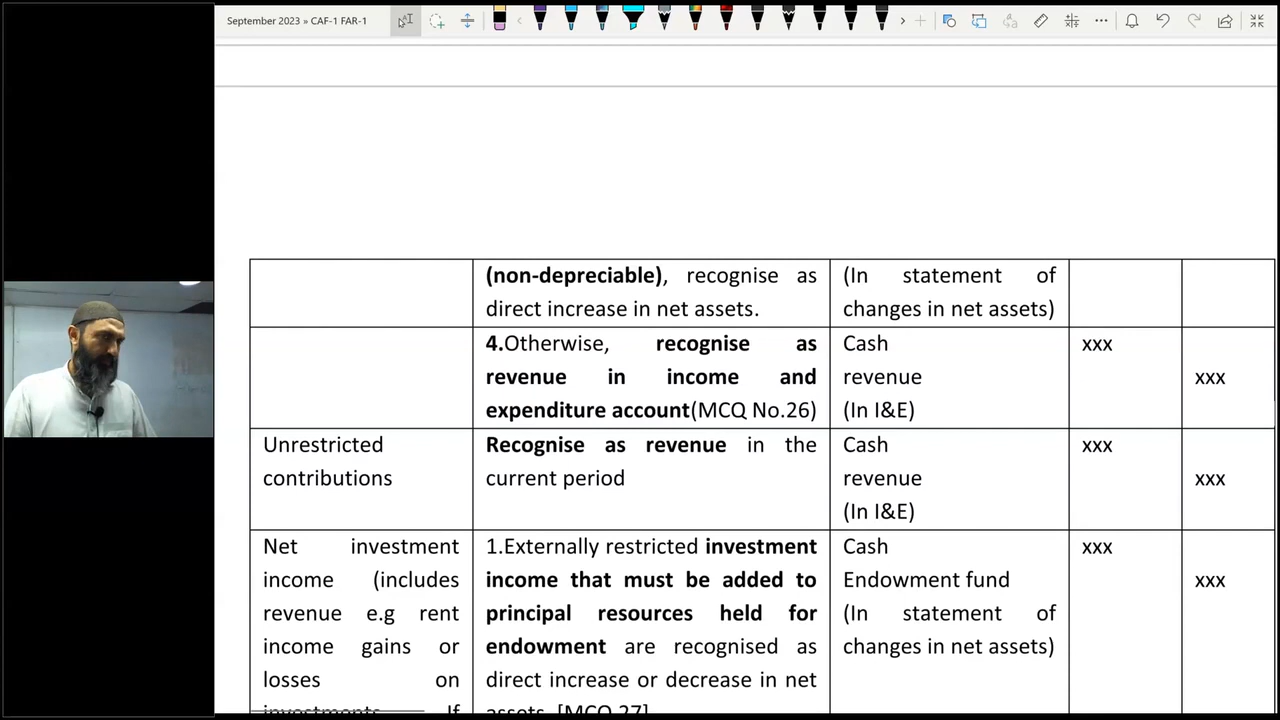 September 2023 » CAF-1 FAR-1
(non-depreciable), recognise as
direct increase in net assets.
(In statement of
changes in net assets)
4.Otherwise, recognise as
revenue in income and
expenditure account(MCQ No.26)
Cash
revenue
(In I&E)
xxx
xxx
Unrestricted
contributions
Recognise as revenue in the
current period
Cash
revenue
(In I&E)
xxx
xxx
Net investment
income (includes
revenue e.g rent
income gains or
losses on
investments. If
1.Externally restricted investment
income that must be added to
principal resources held for
endowment are recognised as
direct increase or decrease in net
assets. [MCQ 27]
Cash
Endowment fund
(In statement of
changes in net assets)
xxx
xxx